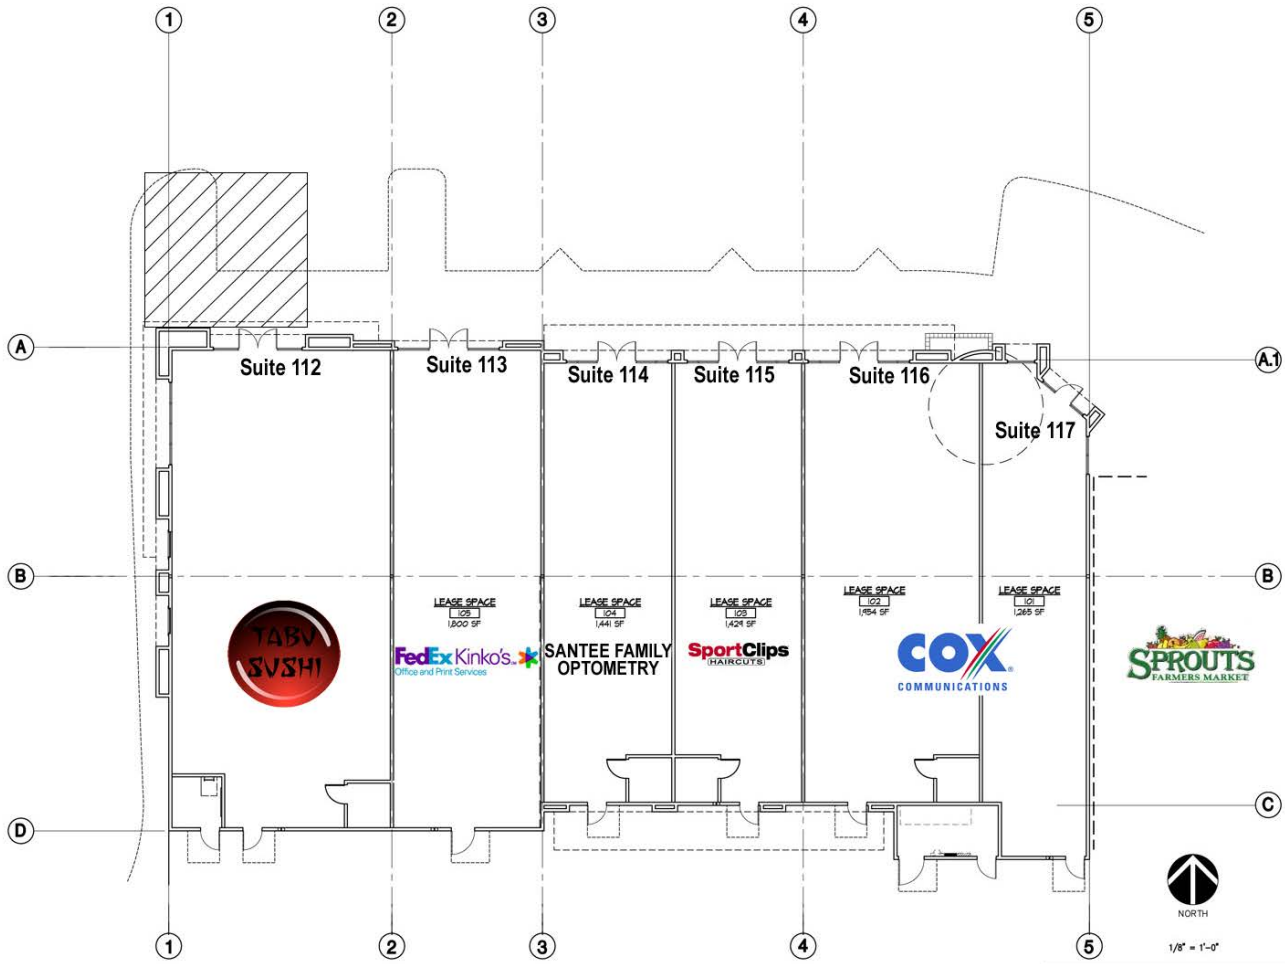 1 2 3 4 5
A A.1
Suite 112 Suite 113 Suite 114 Suite 115 Suite 116
Suite 117
B B
LEASE SPACE
105
1,800 SF
LEASE SPACE
104
1,441 SF
LEASE SPACE
103
1,429 SF
LEASE SPACE
102
1,954 SF
LEASE SPACE
101
1,265 SF
TABU
SUSHI
FedEx Kinko's
Office and Print Services
SANTEE FAMILY
OPTOMETRY
SportClips
HAIRCUTS
COX®
COMMUNICATIONS
SPROUTS
FARMERS MARKET
C
D
NORTH
1/8" = 1'-0"
1 2 3 4 5